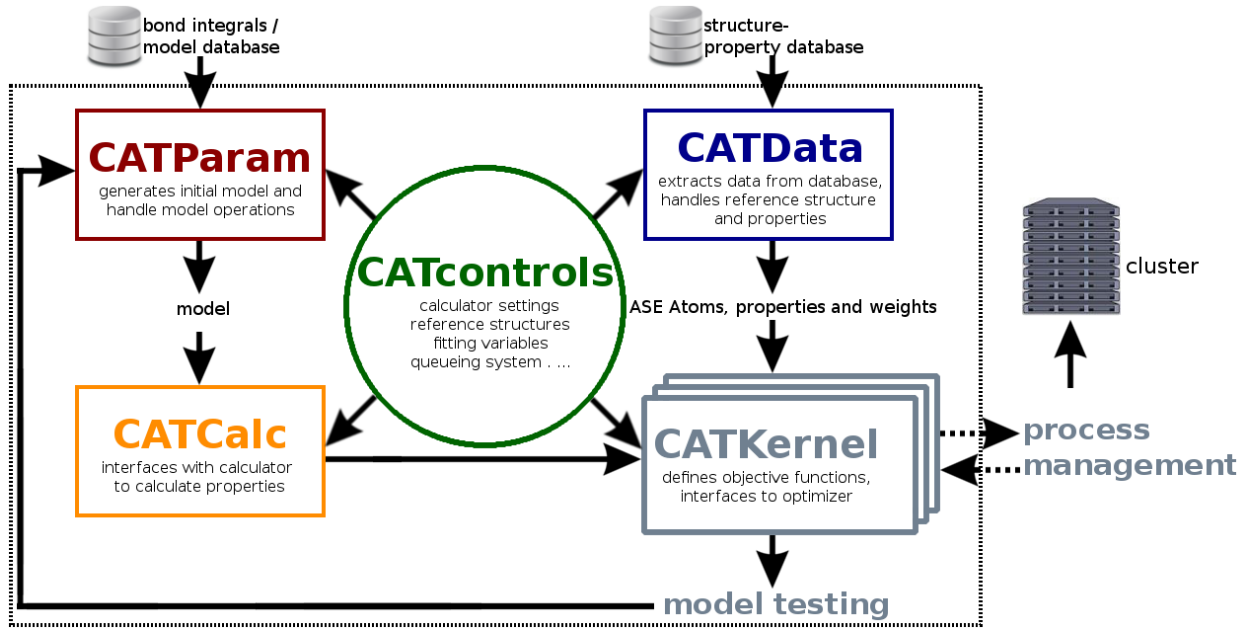 bond integrals /
model database
structure-
property database
CATParam
generates initial model and
handle model operations
CATData
extracts data from database,
handles reference structure
and properties
CATcontrols
calculator settings
reference structures
fitting variables
queueing system . ...
cluster
model
ASE Atoms, properties and weights
CATCalc
interfaces with calculator
to calculate properties
CATKernel
defines objective functions,
interfaces to optimizer
process
management
model testing